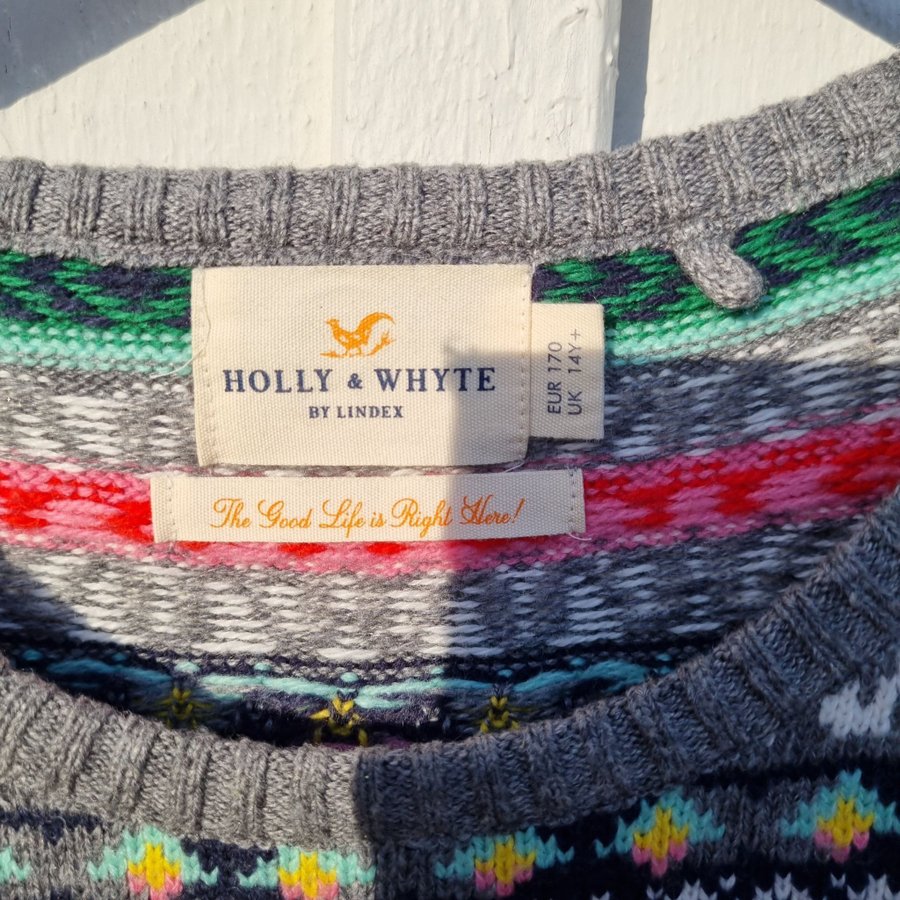 HOLLY & WHYTE
BY LINDEX
EUR 170
UK 14Y+
The Good Life is Right Here!